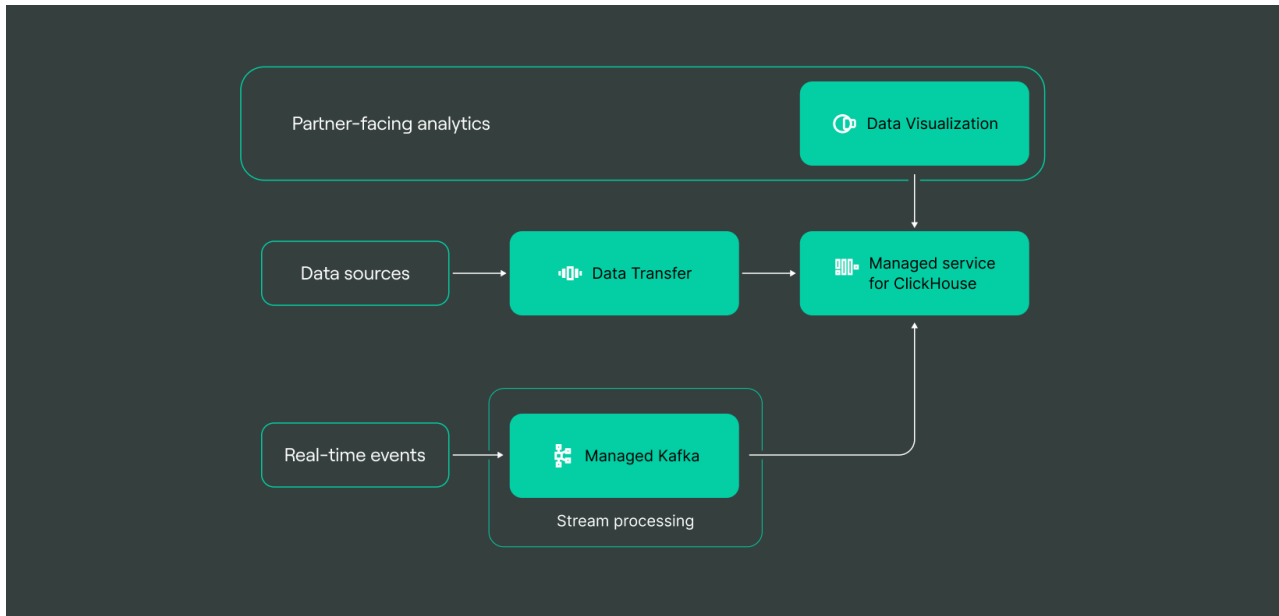 Partner-facing analytics
Data Visualization
Data sources
Data Transfer
Managed service
for ClickHouse
Real-time events
Managed Kafka
Stream processing